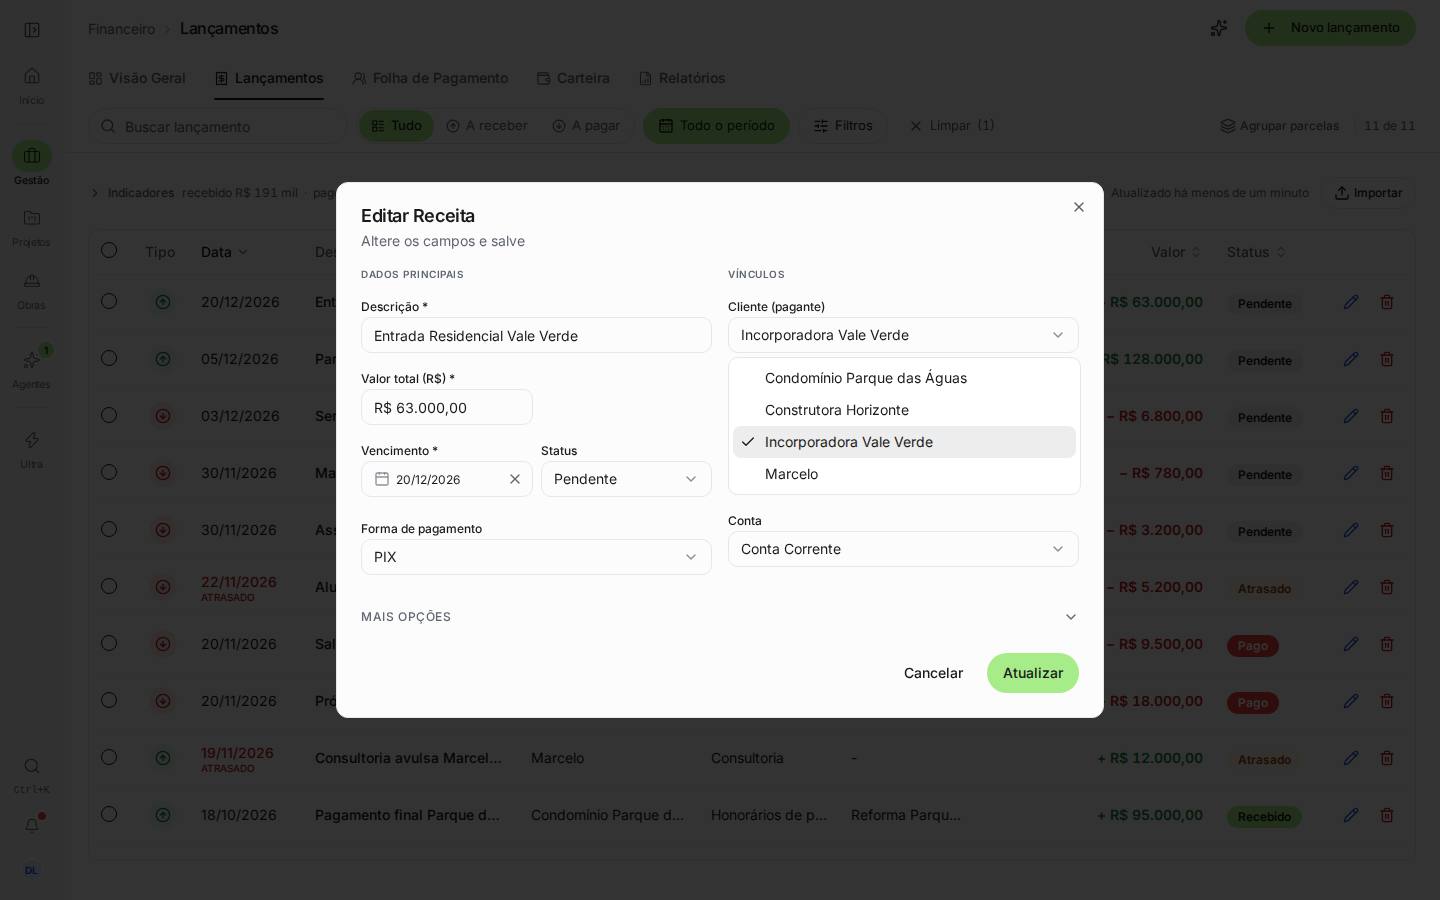 Financeiro > Lançamentos
Novo lançamento
Início
Gestão
Projetos
Obras
1
Agentes
Ultra
Ctrl+K
DL
Visão Geral
Lançamentos
Folha de Pagamento
Carteira
Relatórios
Buscar lançamento
Tudo
A receber
A pagar
Todo o período
Filtros
Limpar (1)
Agrupar parcelas
11 de 11
Indicadores recebido R$ 191 mil ·
Atualizado há menos de um minuto
Importar
Tipo Data Valor Status
20/12/2026 R$ 63.000,00 Pendente
05/12/2026 R$ 128.000,00 Pendente
03/12/2026 – R$ 6.800,00 Pendente
30/11/2026 – R$ 780,00 Pendente
30/11/2026 – R$ 3.200,00 Pendente
22/11/2026 – R$ 5.200,00 Atrasado
ATRASADO
20/11/2026 – R$ 9.500,00 Pago
20/11/2026 R$ 18.000,00 Pago
19/11/2026 Consultoria avulsa Marcel... Marcelo Consultoria - + R$ 12.000,00 Atrasado
ATRASADO
18/10/2026 Pagamento final Parque d... Condomínio Parque d... Honorários de p... Reforma Parqu... + R$ 95.000,00 Recebido
Editar Receita
Altere os campos e salve
DADOS PRINCIPAIS
Descrição *
Entrada Residencial Vale Verde
Valor total (R$) *
R$ 63.000,00
Vencimento *
20/12/2026
Status
Pendente
Forma de pagamento
PIX
VÍNCULOS
Cliente (pagante)
Incorporadora Vale Verde
Condomínio Parque das Águas
Construtora Horizonte
Incorporadora Vale Verde
Marcelo
Conta
Conta Corrente
MAIS OPÇÕES
Cancelar
Atualizar